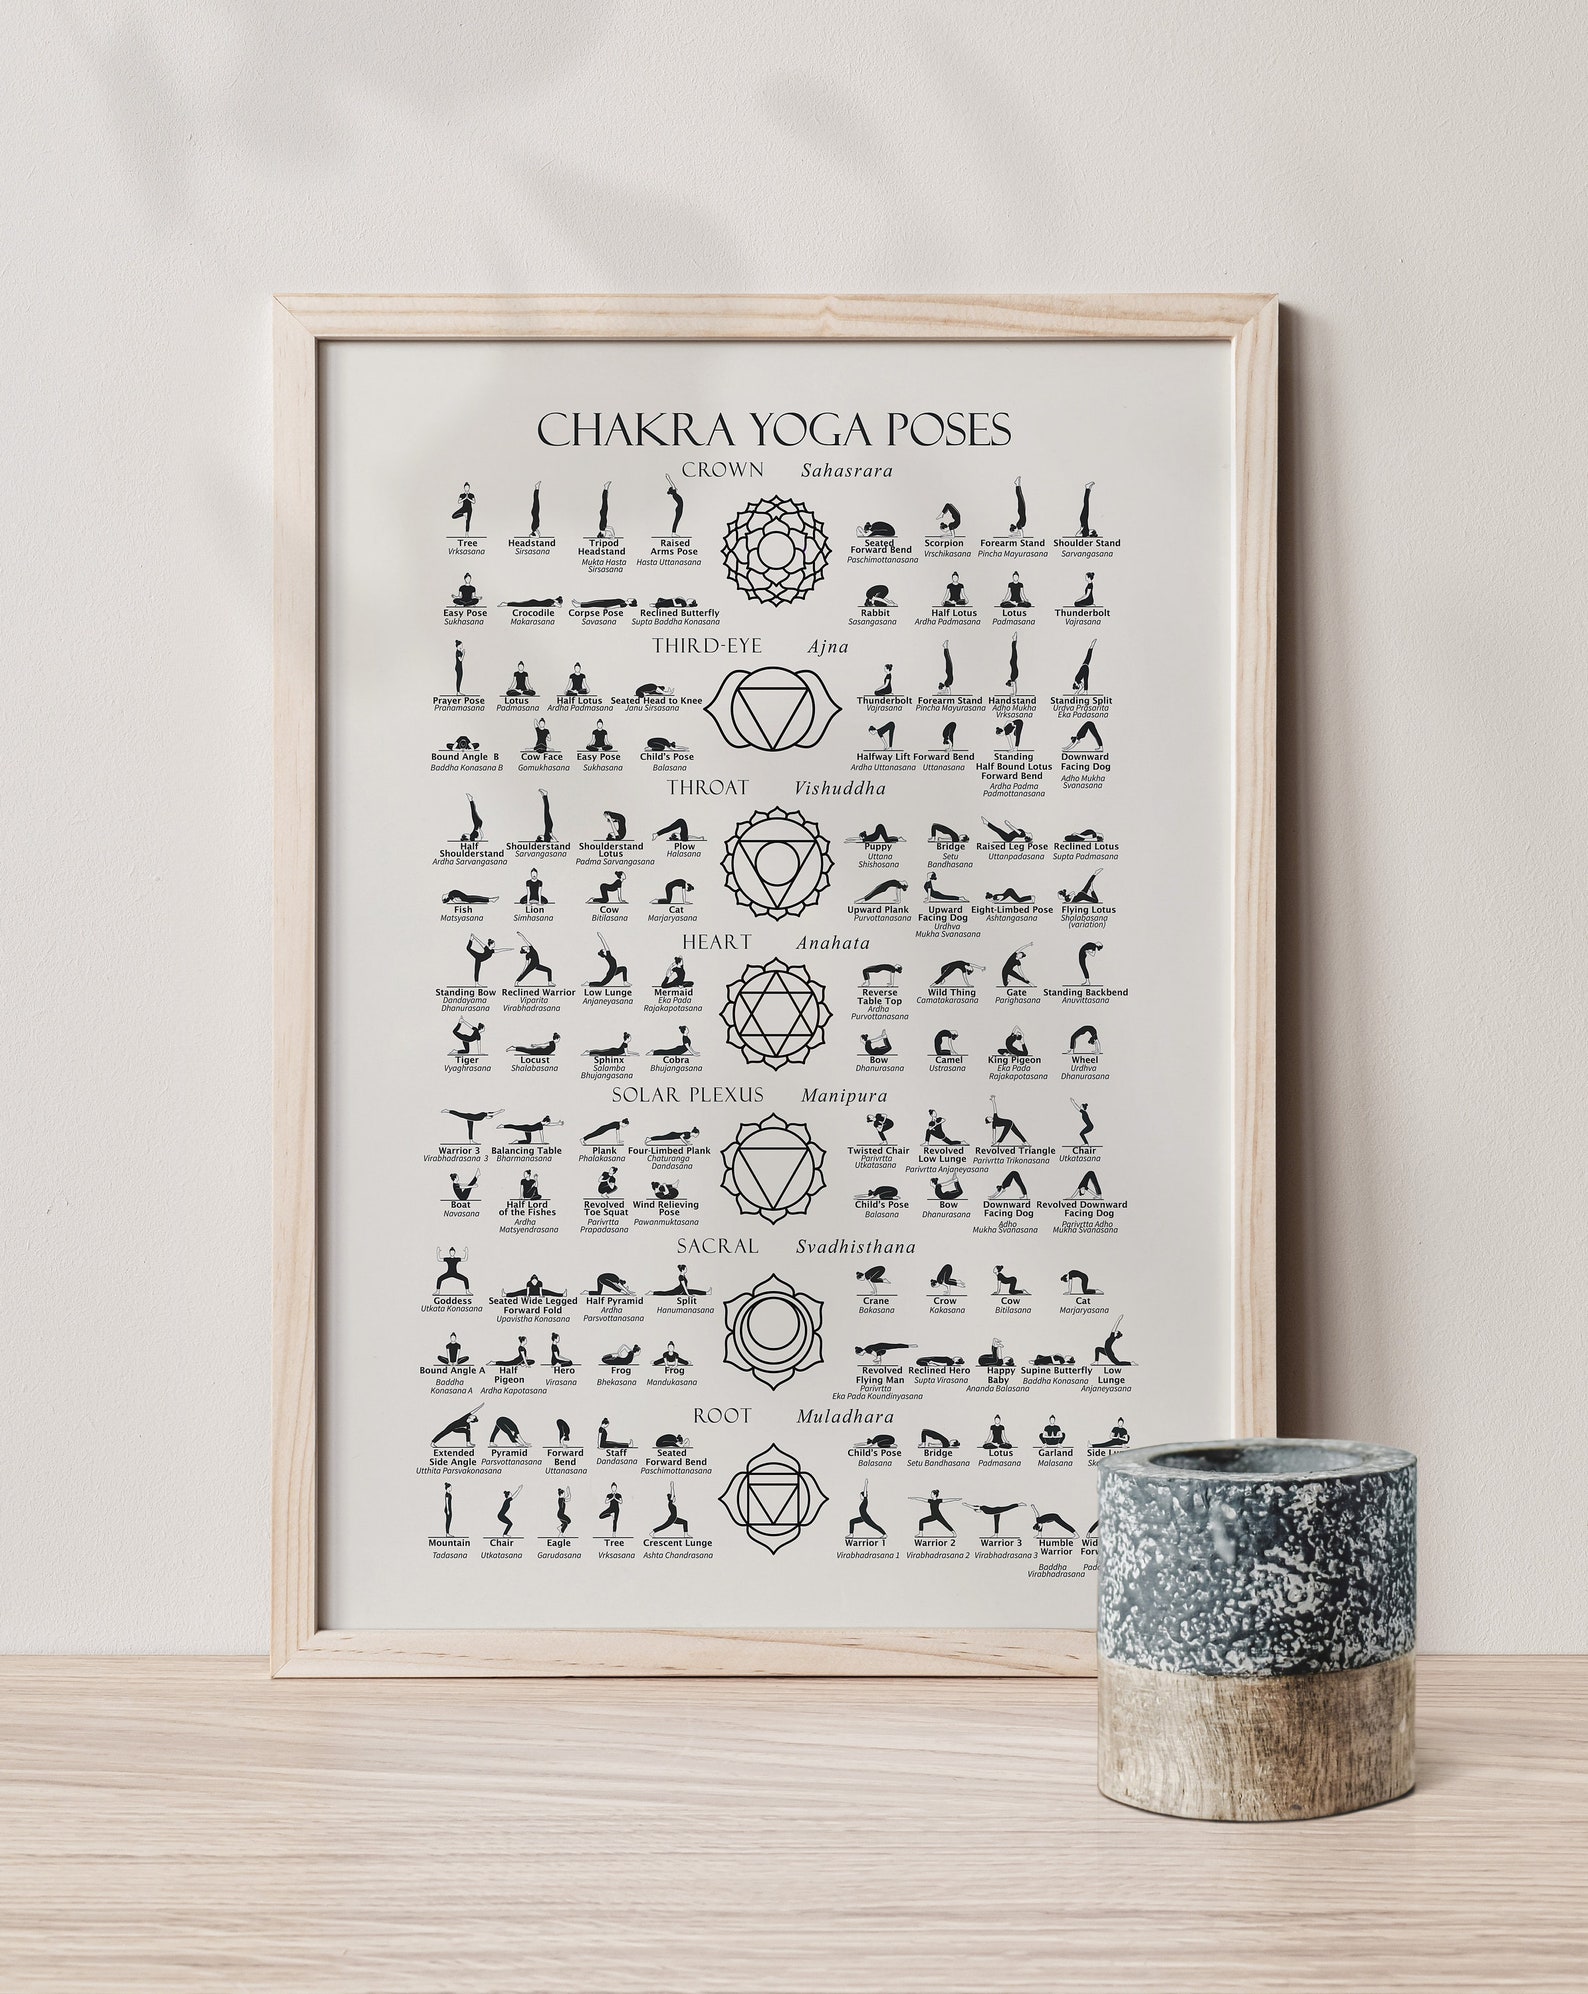 CHAKRA YOGA POSES
CROWN Sahasrara
Tree Headstand Tripod Raised Seated Scorpion Forearm Stand Shoulder Stand
Headstand Arms Pose Forward Bend
Vrksasana Sirsasana Mukta Hasta Hasta Uttanasana Paschimottanasana Vrschikasana Pincha Mayurasana Sarvangasana
Sirsasana
Easy Pose Crocodile Corpse Pose Reclined Butterfly Rabbit Half Lotus Lotus Thunderbolt
Sukhasana Makarasana Savasana Supta Baddha Konasana Sasangasana Ardha Padmasana Padmasana Vajrasana
THIRD-EYE Ajna
Prayer Pose Lotus Half Lotus Seated Head to Knee Thunderbolt Forearm Stand Handstand Standing Split
Pranamasana Padmasana Ardha Padmasana Janu Sirsasana Vajrasana Pincha Mayurasana Adho Mukha Urdva Prasarita
Vrksasana Eka Padasana
Bound Angle B Cow Face Easy Pose Child's Pose Halfway Lift Forward Bend Standing Downward
Half Bound Lotus Facing Dog
Forward Bend
Baddha Konasana B Gomukhasana Sukhasana Balasana Ardha Uttanasana Uttanasana Ardha Padma Adho Mukha
Padmottanasana Svanasana
THROAT Vishuddha
Half Shoulderstand Shoulderstand Plow Puppy Bridge Raised Leg Pose Reclined Lotus
Shoulderstand Lotus
Ardha Sarvangasana Sarvangasana Padma Sarvangasana Halasana Uttana Setu Uttanpadasana Supta Padmasana
Shishosana Bandhasana
Fish Lion Cow Cat Upward Plank Upward Eight-Limbed Pose Flying Lotus
Facing Dog
Matsyasana Simhasana Bitilasana Marjaryasana Purvottanasana Urdhva Ashtangasana Shalabasana
Mukha Svanasana (variation)
HEART Anahata
Standing Bow Reclined Warrior Low Lunge Mermaid Reverse Wild Thing Gate Standing Backbend
Table Top
Dandayama Viparita Anjaneyasana Eka Pada Ardha Camatakarasana Parighasana Anuvittasana
Dhanurasana Virabhadrasana Rajakapotasana Purvottanasana
Tiger Locust Sphinx Cobra Bow Camel King Pigeon Wheel
Vyaghrasana Shalabasana Salamba Bhujangasana Dhanurasana Ustrasana Eka Pada Urdhva
Bhujangasana Rajakapotasana Dhanurasana
SOLAR PLEXUS Manipura
Warrior 3 Balancing Table Plank Four-Limbed Plank Twisted Chair Revolved Revolved Triangle Chair
Low Lunge
Virabhadrasana 3 Bharmanasana Phalakasana Chaturanga Parivrtta Parivrtta Anjaneyasana Parivrtta Trikonasana Utkatasana
Dandasana Utkatasana
Boat Half Lord Revolved Wind Relieving Child's Pose Bow Downward Revolved Downward
of the Fishes Toe Squat Pose Facing Dog Facing Dog
Navasana Ardha Parivrtta Pawanmuktasana Balasana Dhanurasana Adho Parivrtta Adho
Matsyendrasana Prapadasana Mukha Svanasana Mukha Svanasana
SACRAL Svadhisthana
Goddess Seated Wide Legged Half Pyramid Split Crane Crow Cow Cat
Forward Fold
Utkata Konasana Upavistha Konasana Ardha Hanumanasana Bakasana Kakasana Bitilasana Marjaryasana
Parsvottanasana
Bound Angle A Half Hero Frog Frog Revolved Reclined Hero Happy Supine Butterfly Low
Pigeon Flying Man Baby Lunge
Baddha Ardha Kapotasana Virasana Bhekasana Mandukasana Parivrtta Supta Virasana Ananda Balasana Baddha Konasana Anjaneyasana
Konasana A Eka Pada Koundinyasana
ROOT Muladhara
Extended Pyramid Forward Staff Seated Child's Pose Bridge Lotus Garland Side
Side Angle Bend Forward Bend
Utthita Parsvakonasana Parsvottanasana Uttanasana Dandasana Paschimottanasana Balasana Setu Bandhasana Padmasana Malasana
Mountain Chair Eagle Tree Crescent Lunge Warrior 1 Warrior 2 Warrior 3 Humble
Warrior
Tadasana Utkatasana Garudasana Vrksasana Ashta Chandrasana Virabhadrasana 1 Virabhadrasana 2 Virabhadrasana 3 Baddha
Virabhadrasana